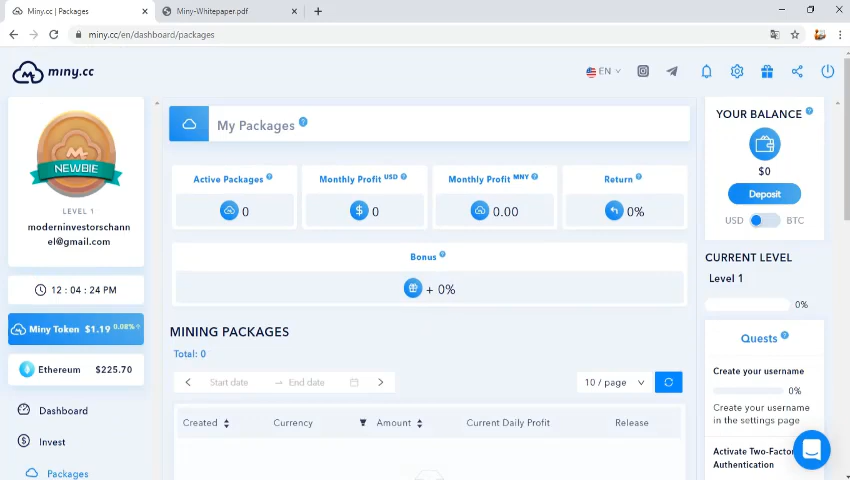 Miny.cc | Packages
Miny-Whitepaper.pdf
miny.cc/en/dashboard/packages
miny.cc
EN
NEWBIE
LEVEL 1
moderninvestorschann
el@gmail.com
12 : 04 : 24 PM
Miny Token $1.19 0.08%
Ethereum $225.70
Dashboard
Invest
Packages
My Packages ?
Active Packages ?
0
Monthly Profit USD ?
$ 0
Monthly Profit MNY ?
0.00
Return ?
0%
Bonus ?
+ 0%
MINING PACKAGES
Total: 0
Start date → End date
10 / page
Created Currency Amount Current Daily Profit Release
YOUR BALANCE ?
$0
Deposit
USD BTC
CURRENT LEVEL
Level 1
0%
Quests ?
Create your username
0%
Create your username
in the settings page
Activate Two-Factor
Authentication